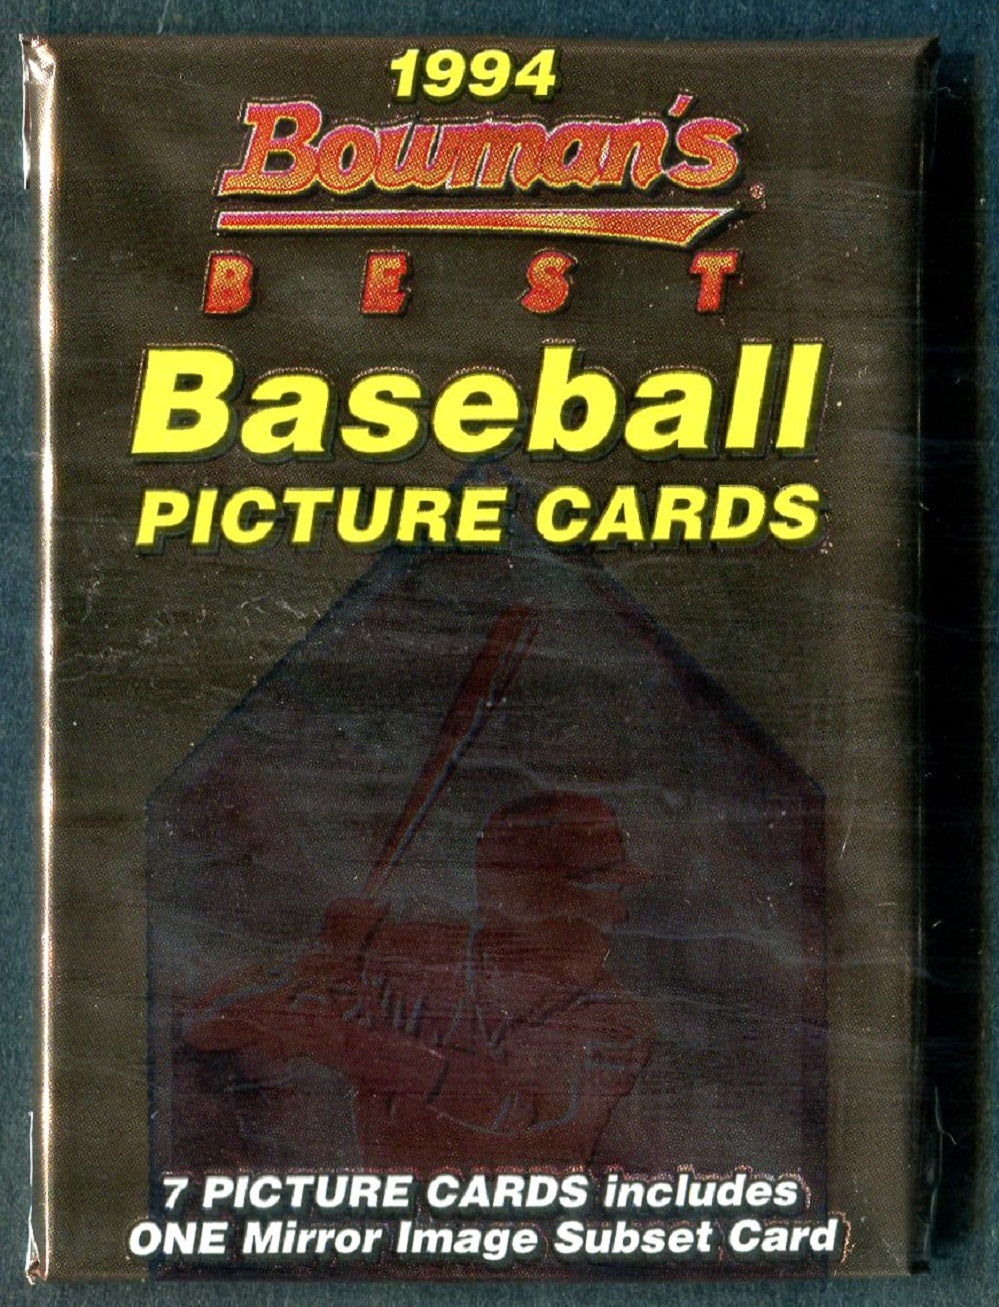 1994
Bowman's®
BEST
Baseball
PICTURE CARDS
7 PICTURE CARDS includes
ONE Mirror Image Subset Card